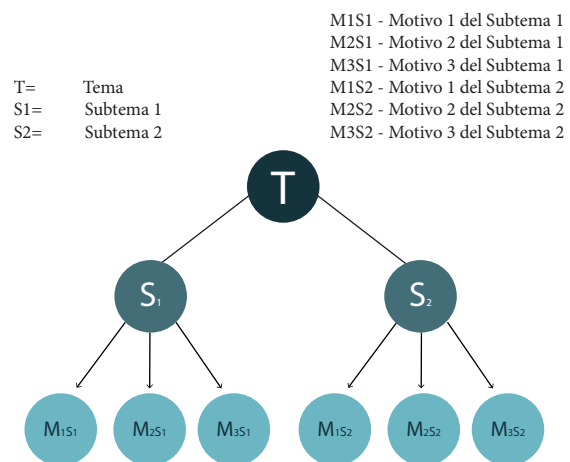 M1S1 - Motivo 1 del Subtema 1
M2S1 - Motivo 2 del Subtema 1
M3S1 - Motivo 3 del Subtema 1
T= Tema M1S2 - Motivo 1 del Subtema 2
S1= Subtema 1 M2S2 - Motivo 2 del Subtema 2
S2= Subtema 2 M3S2 - Motivo 3 del Subtema 2
T
S1 S2
M1S1 M2S1 M3S1 M1S2 M2S2 M3S2